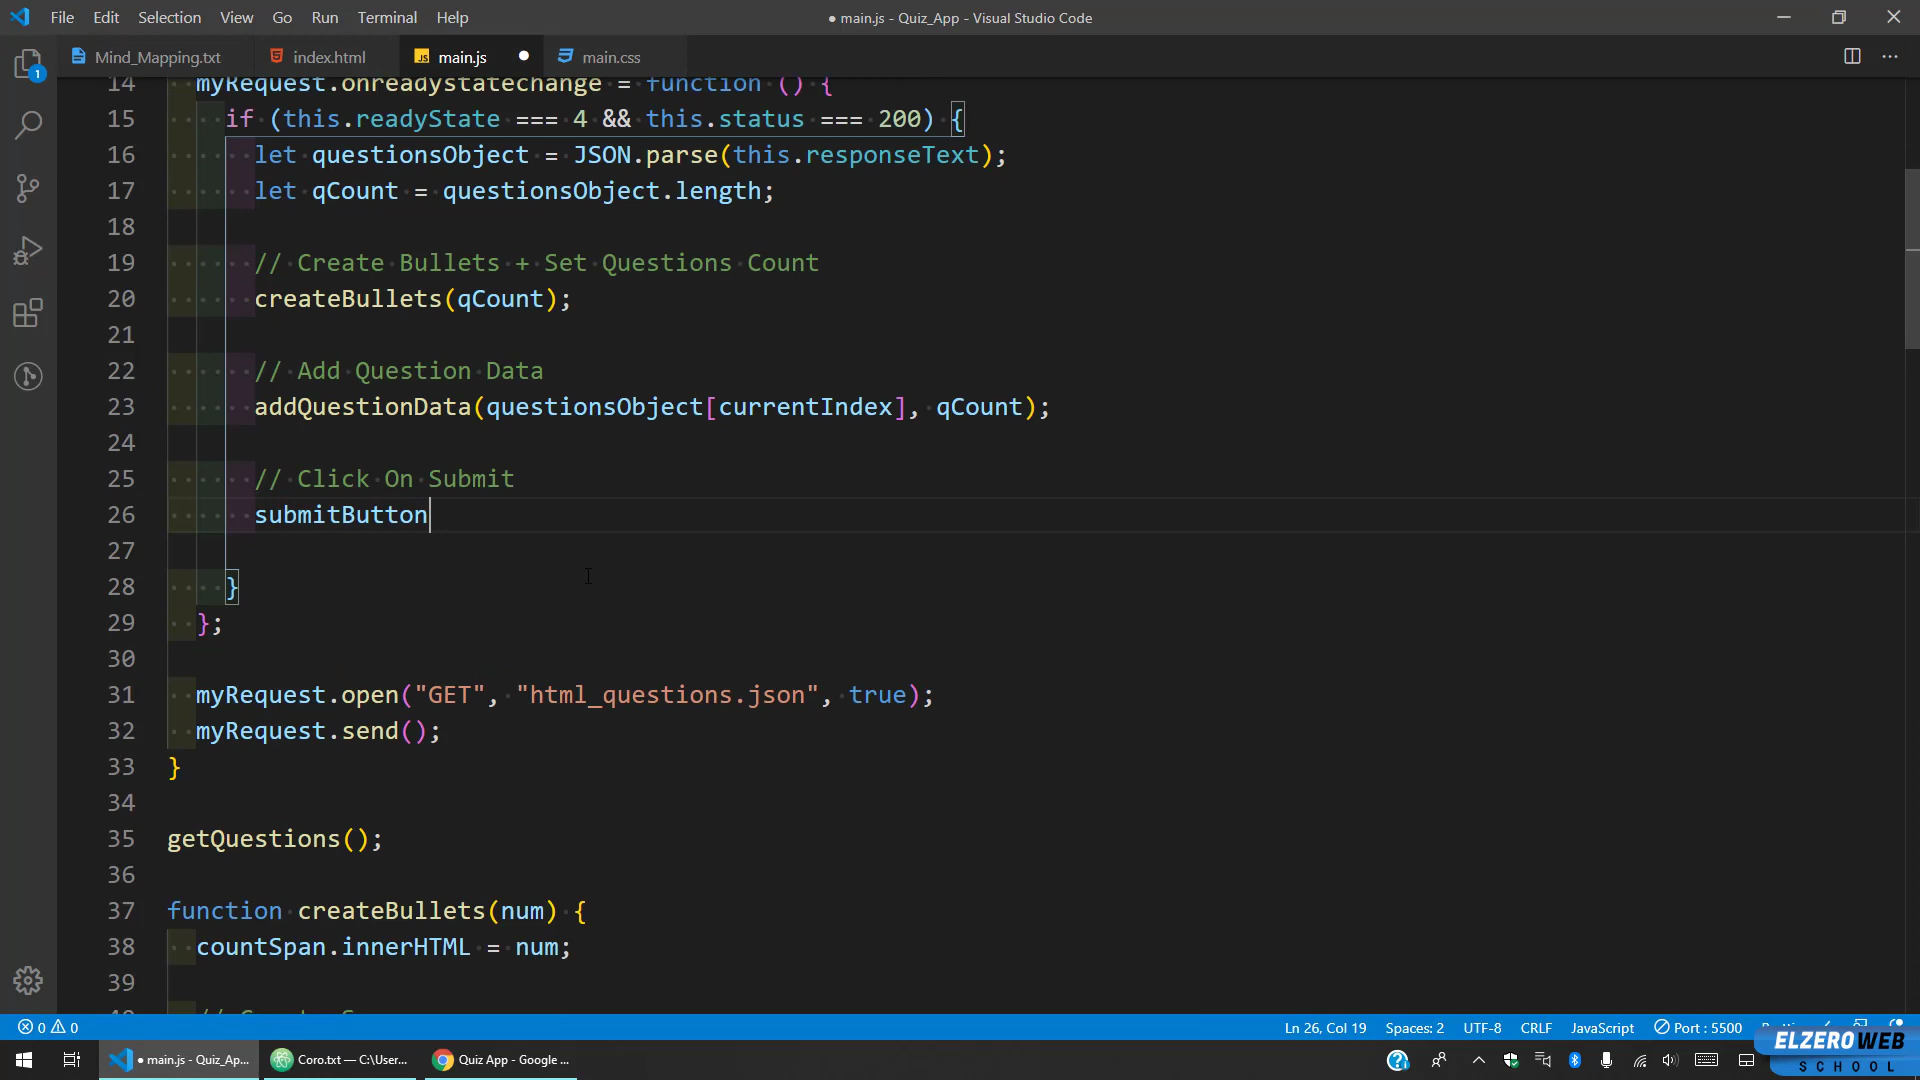 File Edit Selection View Go Run Terminal Help
● main.js - Quiz_App - Visual Studio Code
Mind_Mapping.txt index.html main.js main.css
1
14 myRequest.onreadystatechange = function () {
15 if (this.readyState === 4 && this.status === 200) {
16 let questionsObject = JSON.parse(this.responseText);
17 let qCount = questionsObject.length;
18
19 // Create Bullets + Set Questions Count
20 createBullets(qCount);
21
22 // Add Question Data
23 addQuestionData(questionsObject[currentIndex], qCount);
24
25 // Click On Submit
26 submitButton
27
28 }
29 };
30
31 myRequest.open("GET", "html_questions.json", true);
32 myRequest.send();
33 }
34
35 getQuestions();
36
37 function createBullets(num) {
38 countSpan.innerHTML = num;
39
0 0 Ln 26, Col 19 Spaces: 2 UTF-8 CRLF JavaScript Port : 5500
ELZEROWEB
SCHOOL
● main.js - Quiz_Ap... Coro.txt — C:\User... Quiz App - Google ...